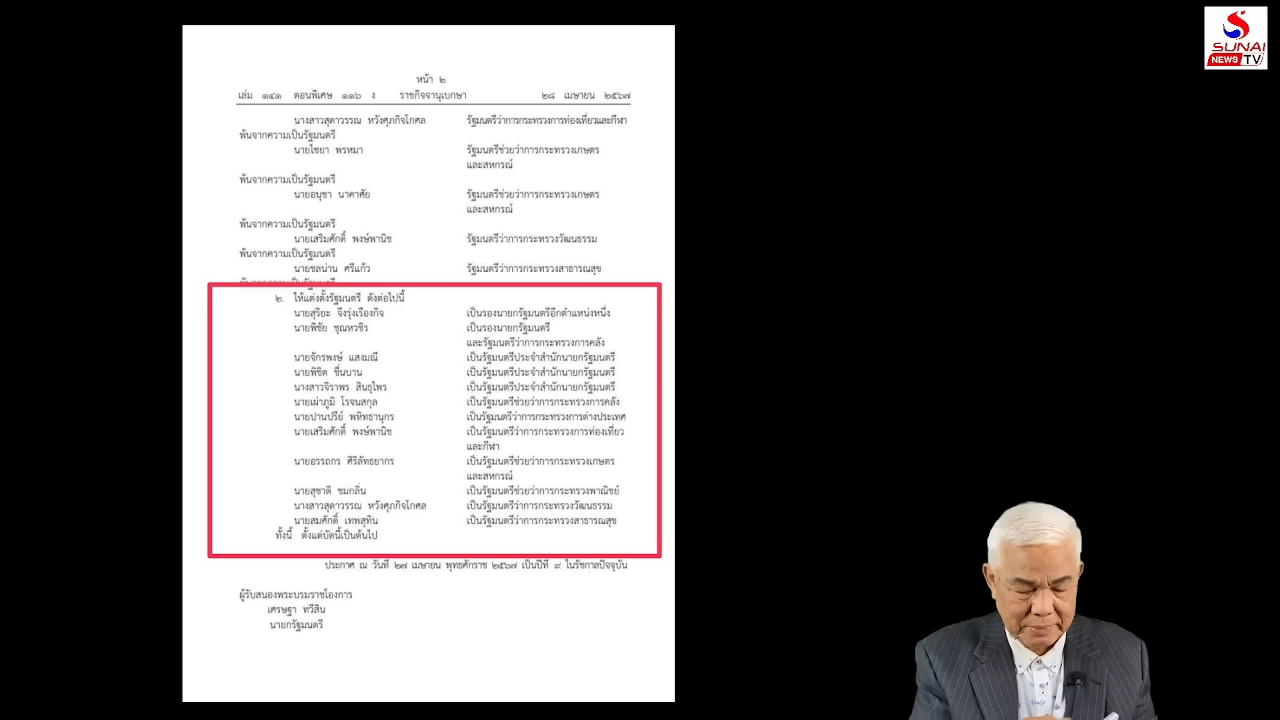 SUNAI
NEWS TV
หน้า ๒
เล่ม ๑๔๑ ตอนพิเศษ ๑๑๖ ง ราชกิจจานุเบกษา ๒๘ เมษายน ๒๕๖๗
นางสาวสุดาวรรณ หวังศุภกิจโกศล รัฐมนตรีว่าการกระทรวงการท่องเที่ยวและกีฬา
พ้นจากความเป็นรัฐมนตรี
นายไชยา พรหมา รัฐมนตรีช่วยว่าการกระทรวงเกษตร
และสหกรณ์
พ้นจากความเป็นรัฐมนตรี
นายอนุชา นาคาศัย รัฐมนตรีช่วยว่าการกระทรวงเกษตร
และสหกรณ์
พ้นจากความเป็นรัฐมนตรี
นายเสริมศักดิ์ พงษ์พานิช รัฐมนตรีว่าการกระทรวงวัฒนธรรม
พ้นจากความเป็นรัฐมนตรี
นายชลน่าน ศรีแก้ว รัฐมนตรีว่าการกระทรวงสาธารณสุข
พ้นจากความเป็นรัฐมนตรี
๒. ให้แต่งตั้งรัฐมนตรี ดังต่อไปนี้
นายสุริยะ จึงรุ่งเรืองกิจ เป็นรองนายกรัฐมนตรีอีกตำแหน่งหนึ่ง
นายพิชัย ชุณหวชิร เป็นรองนายกรัฐมนตรี
และรัฐมนตรีว่าการกระทรวงการคลัง
นายจักรพงษ์ แสงมณี เป็นรัฐมนตรีประจำสำนักนายกรัฐมนตรี
นายพิชิต ชื่นบาน เป็นรัฐมนตรีประจำสำนักนายกรัฐมนตรี
นางสาวจิราพร สินธุไพร เป็นรัฐมนตรีประจำสำนักนายกรัฐมนตรี
นายเผ่าภูมิ โรจนสกุล เป็นรัฐมนตรีช่วยว่าการกระทรวงการคลัง
นายปานปรีย์ พหิทธานุกร เป็นรัฐมนตรีว่าการกระทรวงการต่างประเทศ
นายเสริมศักดิ์ พงษ์พานิช เป็นรัฐมนตรีว่าการกระทรวงการท่องเที่ยว
และกีฬา
นายอรรถกร ศิริลัทธยากร เป็นรัฐมนตรีช่วยว่าการกระทรวงเกษตร
และสหกรณ์
นายสุชาติ ชมกลิ่น เป็นรัฐมนตรีช่วยว่าการกระทรวงพาณิชย์
นางสาวสุดาวรรณ หวังศุภกิจโกศล เป็นรัฐมนตรีว่าการกระทรวงวัฒนธรรม
นายสมศักดิ์ เทพสุทิน เป็นรัฐมนตรีว่าการกระทรวงสาธารณสุข
ทั้งนี้ ตั้งแต่บัดนี้เป็นต้นไป
ประกาศ ณ วันที่ ๒๗ เมษายน พุทธศักราช ๒๕๖๗ เป็นปีที่ ๙ ในรัชกาลปัจจุบัน
ผู้รับสนองพระบรมราชโองการ
เศรษฐา ทวีสิน
นายกรัฐมนตรี